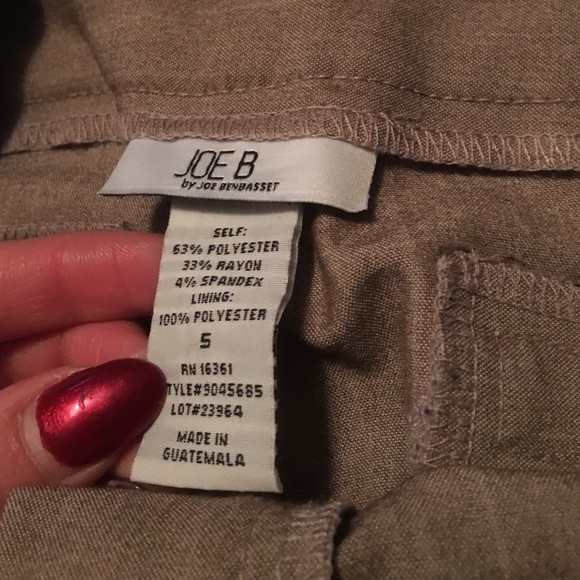 JOE B
by JOE BENBASSET
SELF:
63% POLYESTER
33% RAYON
4% SPANDEX
LINING:
100% POLYESTER
5
RN 16361
TYLE#9045685
LOT#23964
MADE IN
GUATEMALA